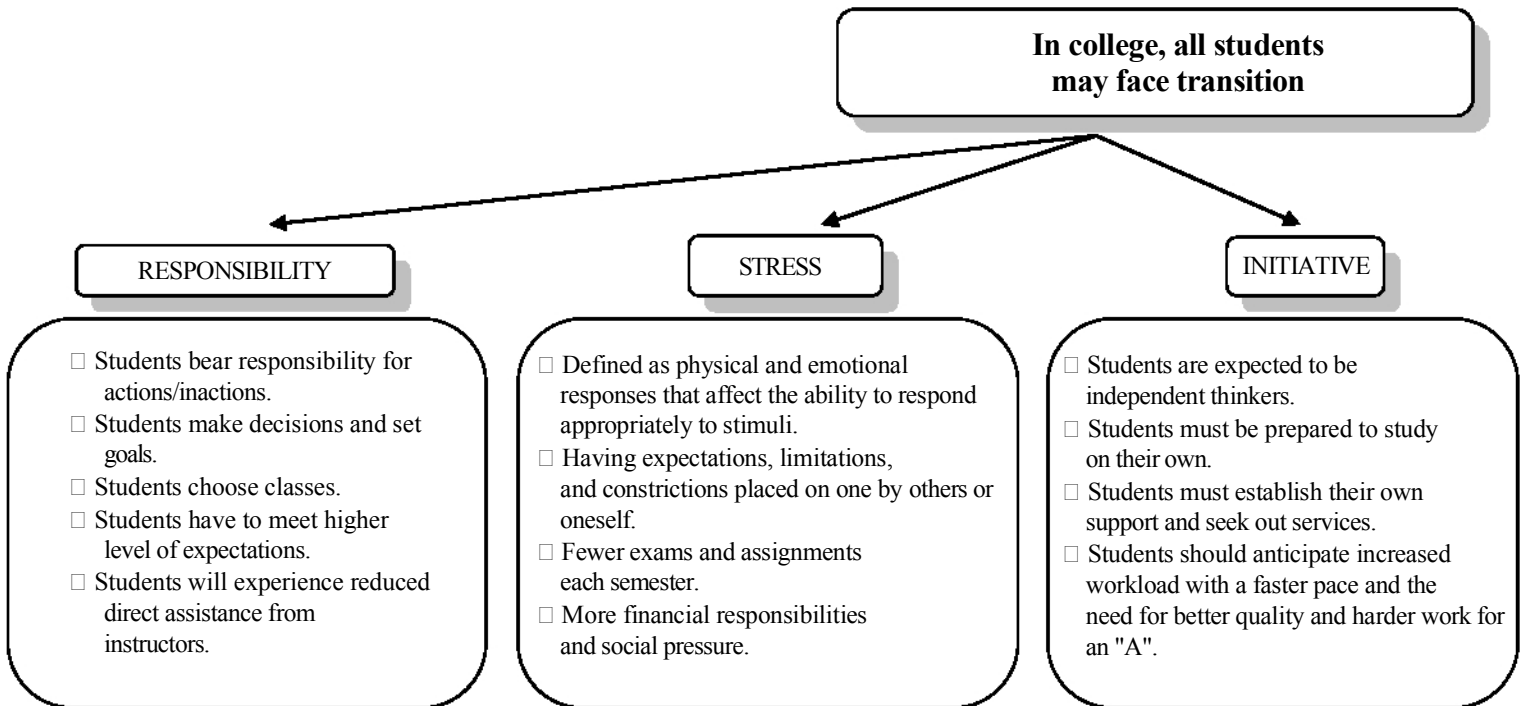 In college, all students
may face transition
RESPONSIBILITY
□ Students bear responsibility for
actions/inactions.
□ Students make decisions and set
goals.
□ Students choose classes.
□ Students have to meet higher
level of expectations.
□ Students will experience reduced
direct assistance from
instructors.
STRESS
□ Defined as physical and emotional
responses that affect the ability to respond
appropriately to stimuli.
□ Having expectations, limitations,
and constrictions placed on one by others or
oneself.
□ Fewer exams and assignments
each semester.
□ More financial responsibilities
and social pressure.
INITIATIVE
□ Students are expected to be
independent thinkers.
□ Students must be prepared to study
on their own.
□ Students must establish their own
support and seek out services.
□ Students should anticipate increased
workload with a faster pace and the
need for better quality and harder work for
an "A".